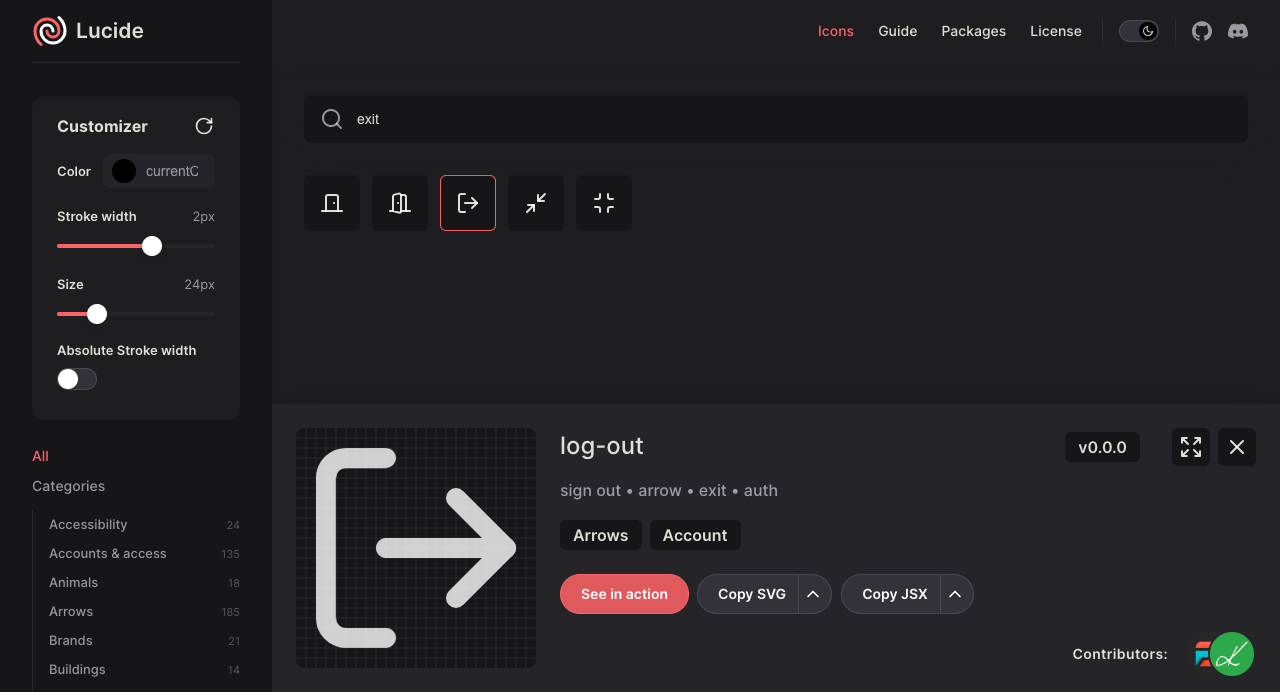 Lucide
Icons Guide Packages License
Customizer
Color currentC
Stroke width 2px
Size 24px
Absolute Stroke width
All
Categories
Accessibility 24
Accounts & access 135
Animals 18
Arrows 185
Brands 21
Buildings 14
exit
log-out v0.0.0
sign out • arrow • exit • auth
Arrows Account
See in action Copy SVG Copy JSX
Contributors: